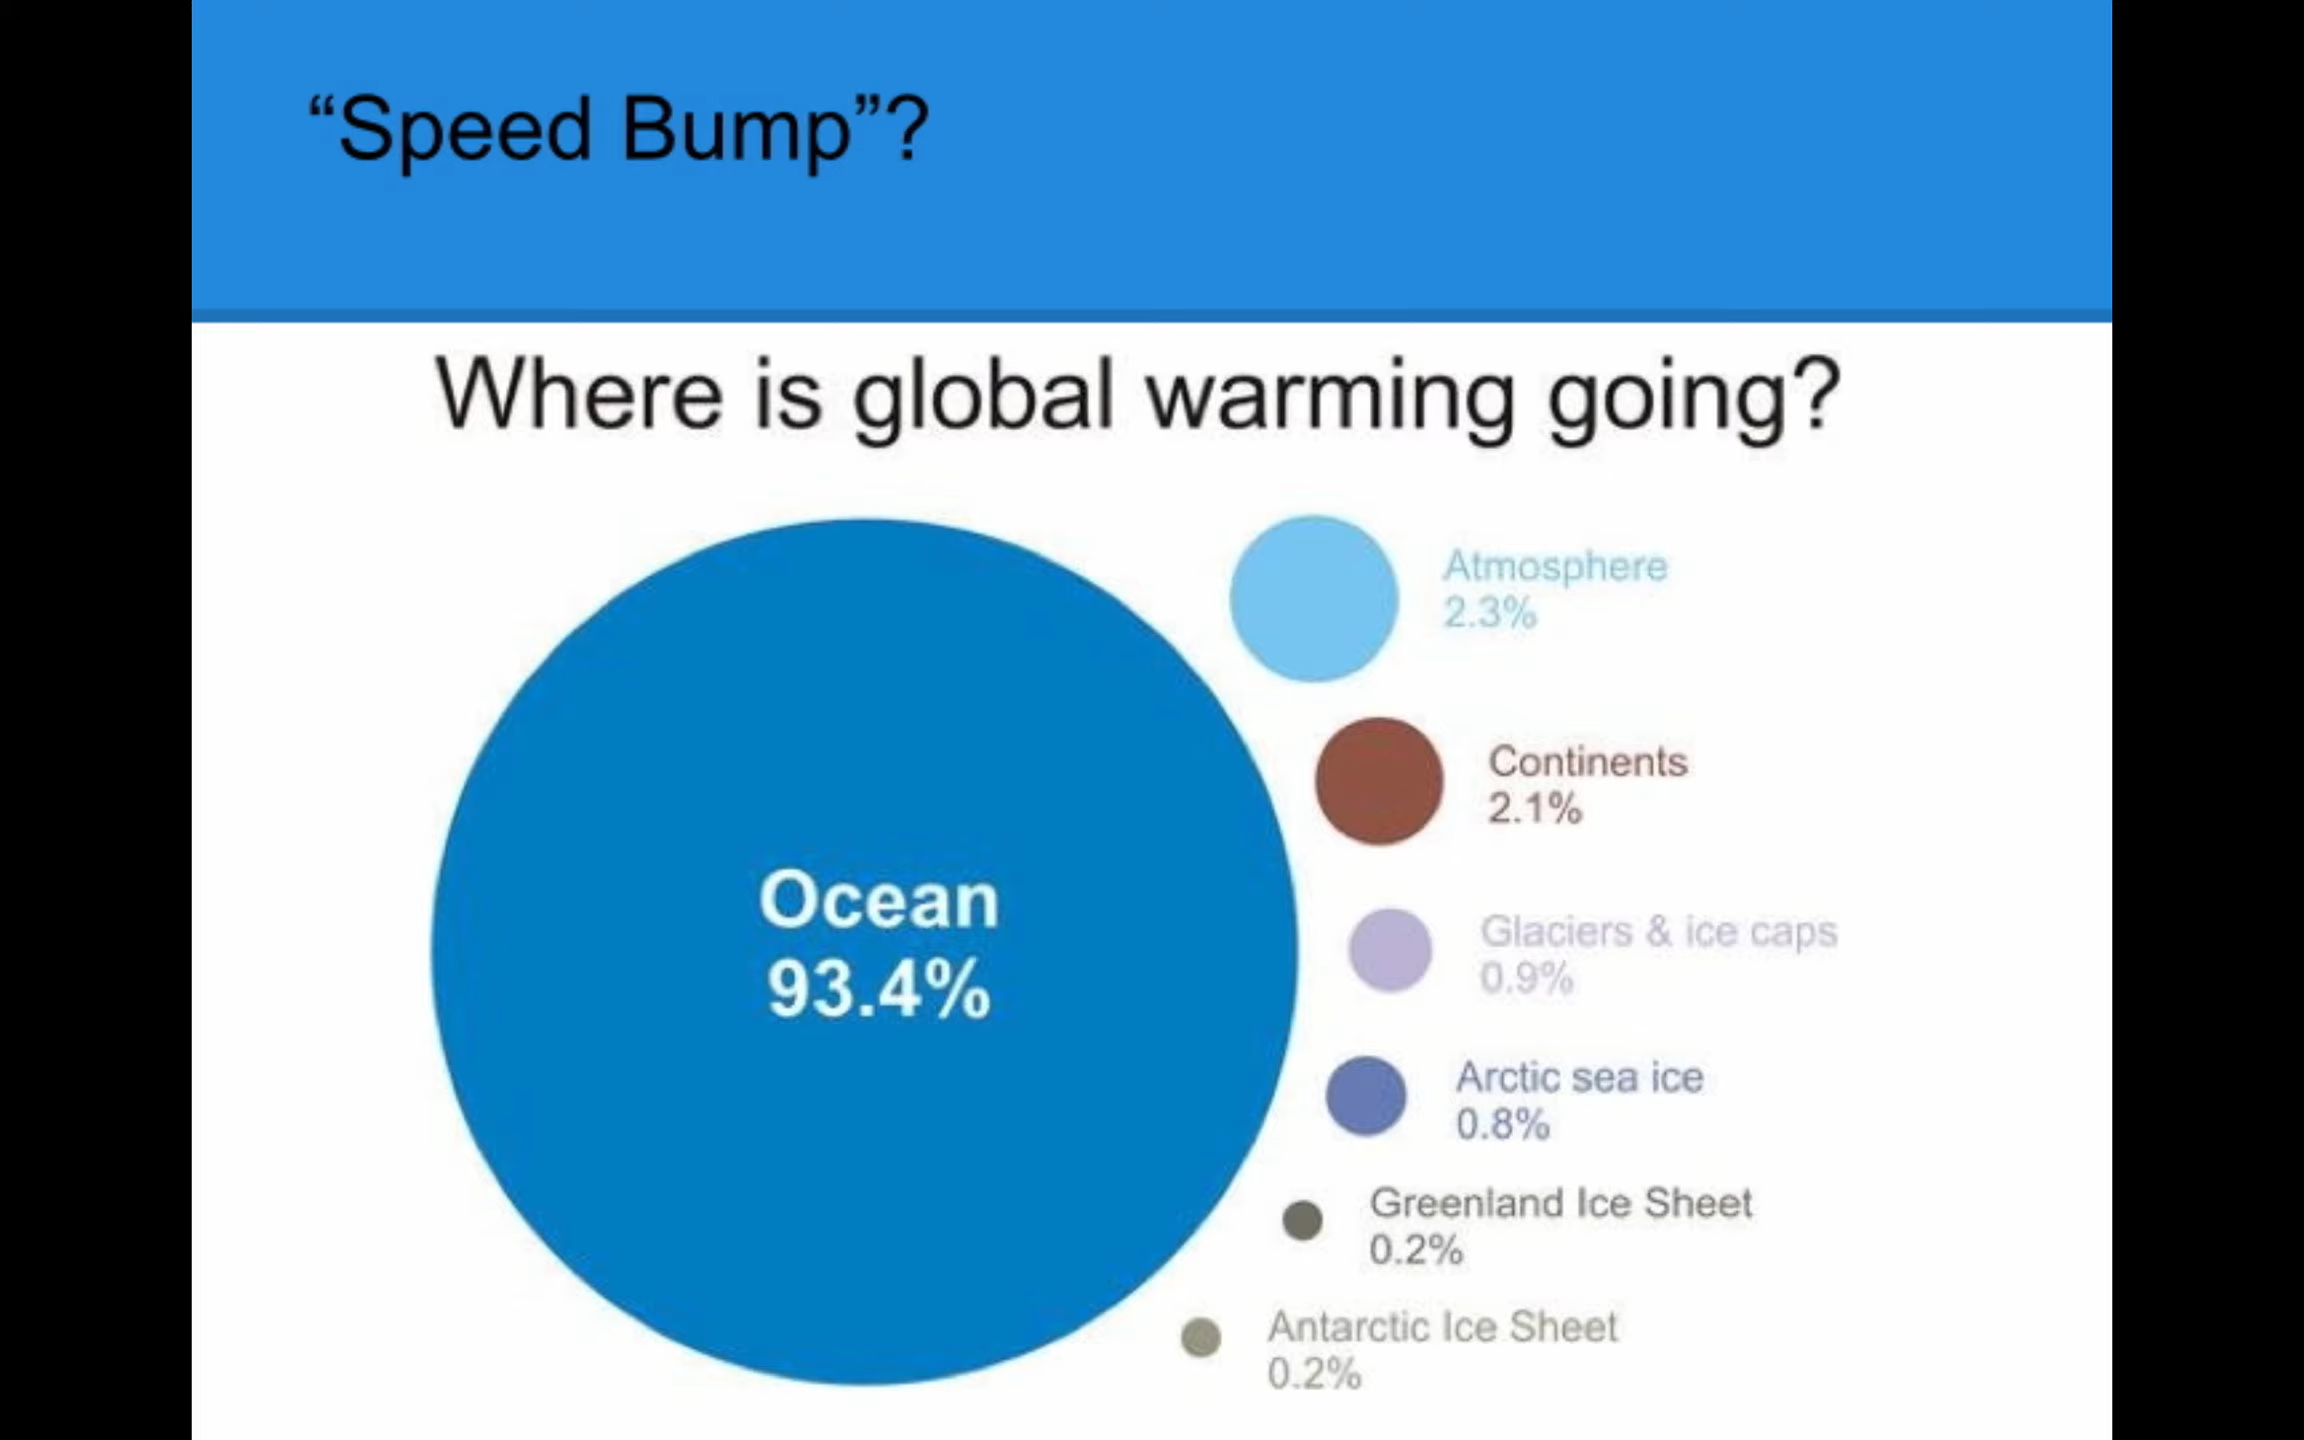 “Speed Bump”?
Where is global warming going?
Ocean
93.4%
Atmosphere
2.3%
Continents
2.1%
Glaciers & ice caps
0.9%
Arctic sea ice
0.8%
Greenland Ice Sheet
0.2%
Antarctic Ice Sheet
0.2%